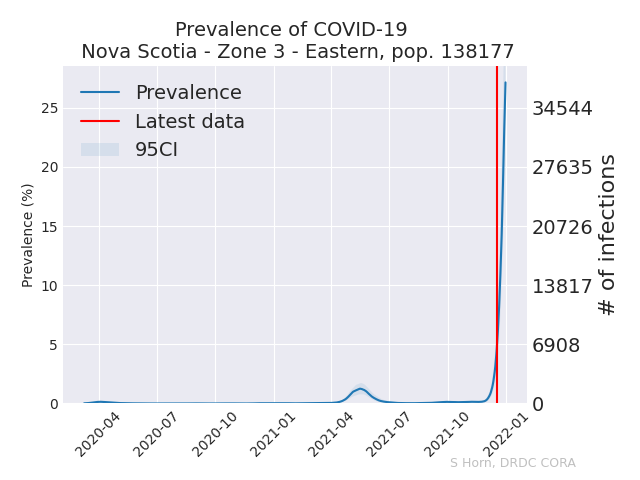 Prevalence of COVID-19
Nova Scotia - Zone 3 - Eastern, pop. 138177
Prevalence
Latest data
95CI
Prevalence (%)
25
20
15
10
5
0
34544
27635
20726
13817
6908
0
# of infections
2020-04
2020-07
2020-10
2021-01
2021-04
2021-07
2021-10
2022-01
S Horn, DRDC CORA